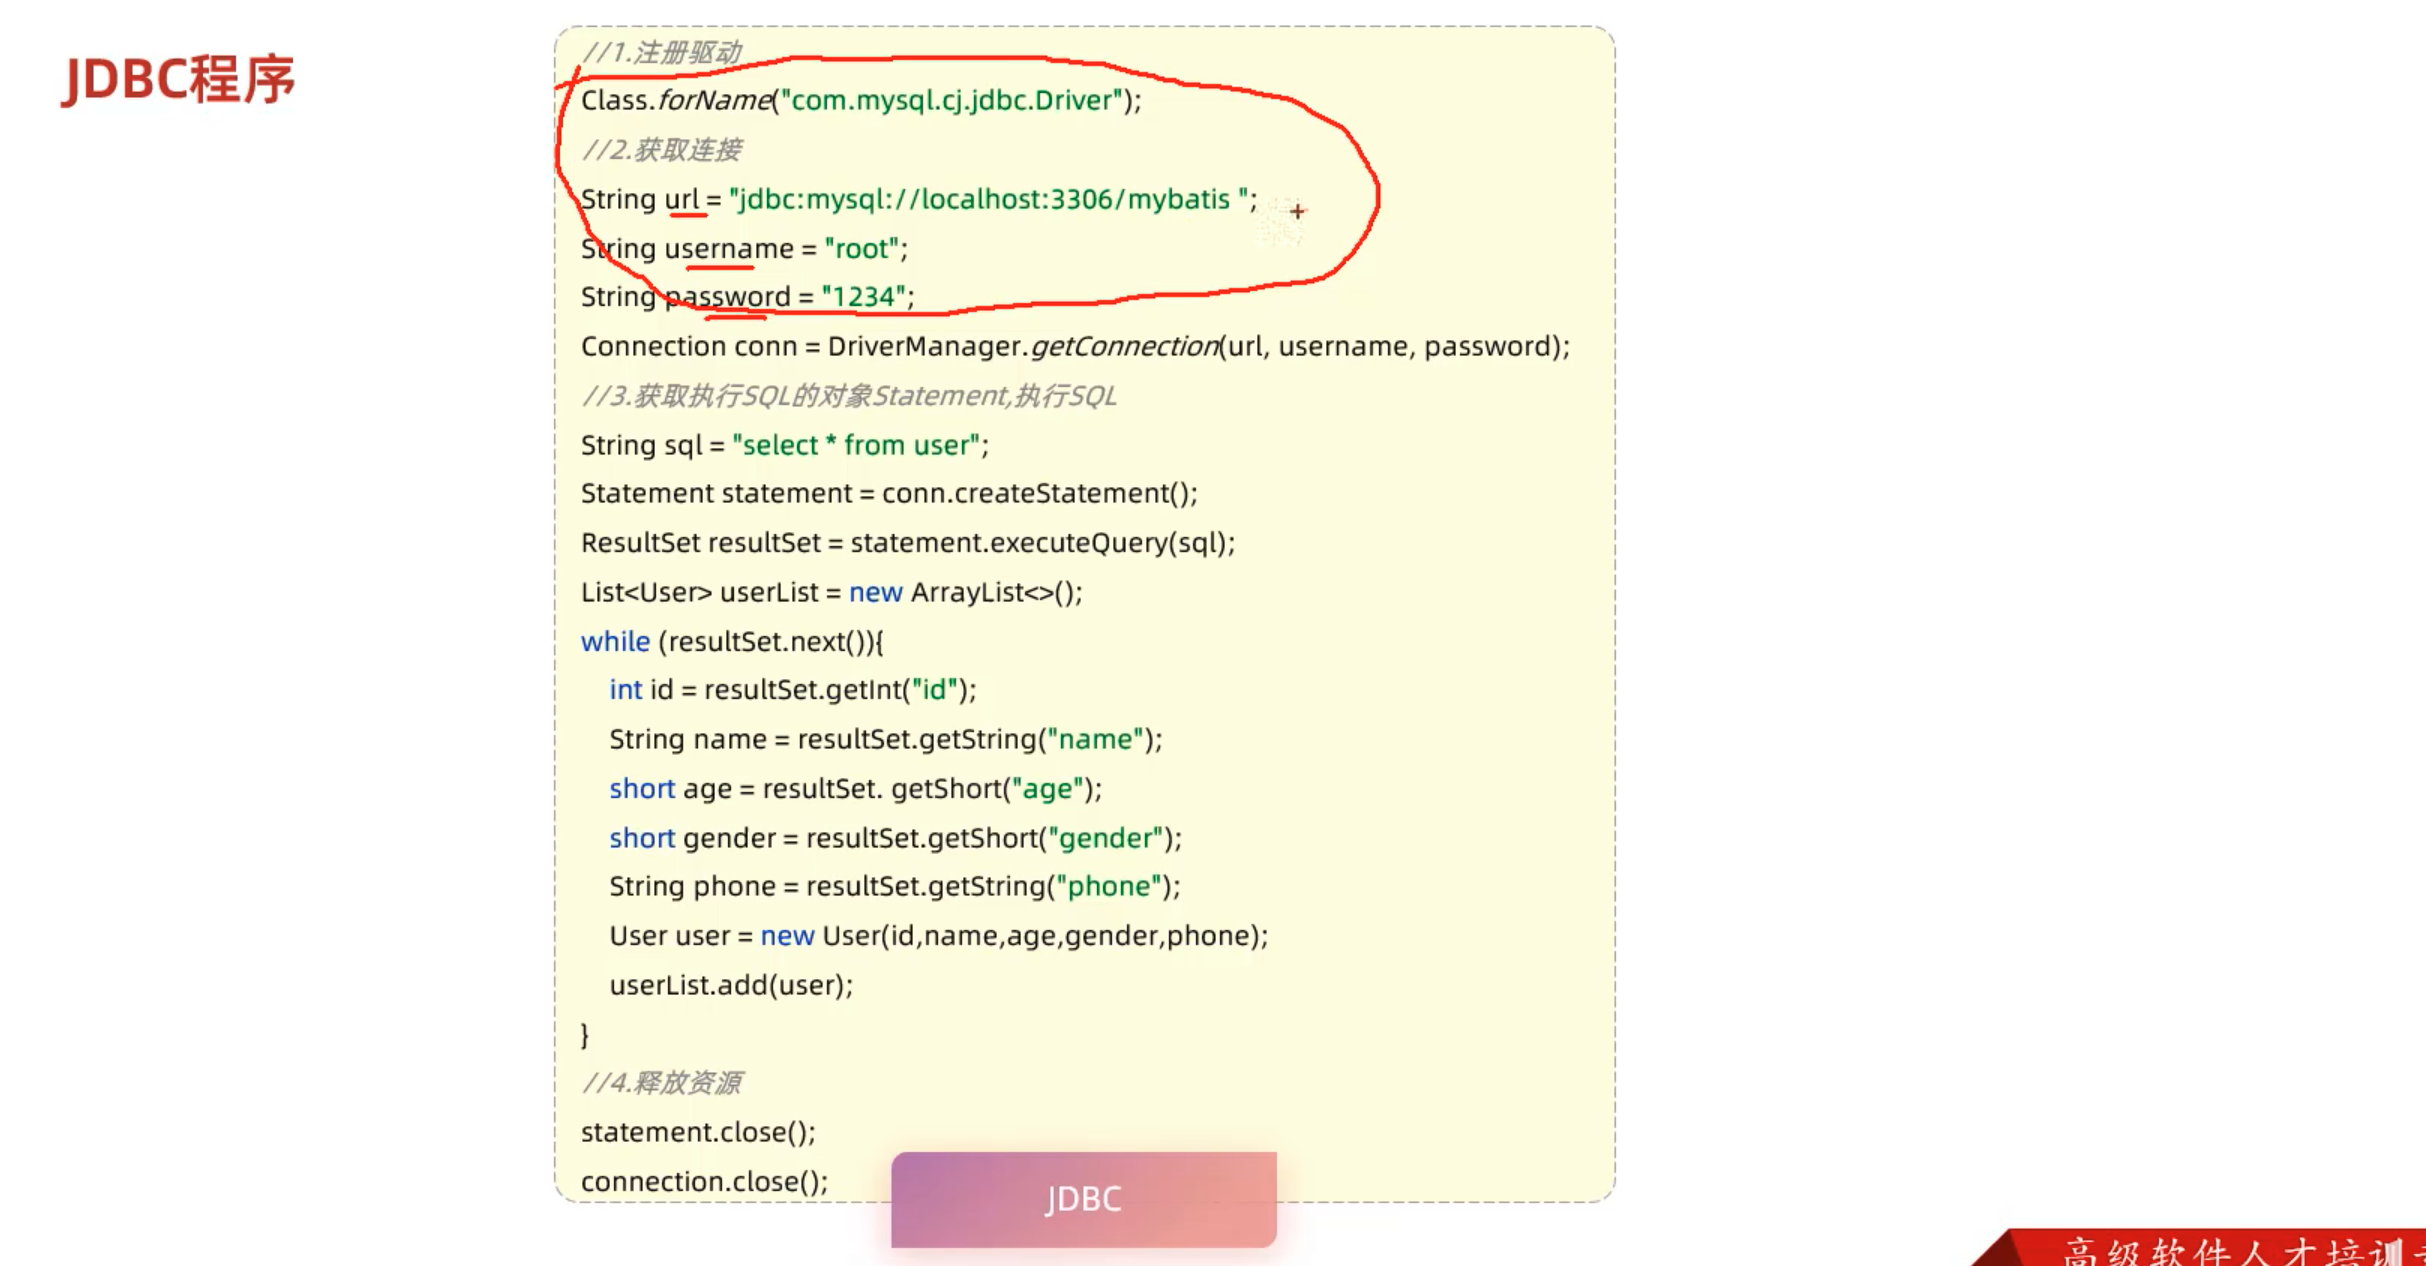 JDBC程序
//1.注册驱动
Class.forName("com.mysql.cj.jdbc.Driver");
//2.获取连接
String url = "jdbc:mysql://localhost:3306/mybatis ";
String username = "root";
String password = "1234";
Connection conn = DriverManager.getConnection(url, username, password);
//3.获取执行SQL的对象Statement,执行SQL
String sql = "select * from user";
Statement statement = conn.createStatement();
ResultSet resultSet = statement.executeQuery(sql);
List<User> userList = new ArrayList<>();
while (resultSet.next()){
int id = resultSet.getInt("id");
String name = resultSet.getString("name");
short age = resultSet. getShort("age");
short gender = resultSet.getShort("gender");
String phone = resultSet.getString("phone");
User user = new User(id,name,age,gender,phone);
userList.add(user);
}
//4.释放资源
statement.close();
connection.close();
JDBC
高级软件人才培训